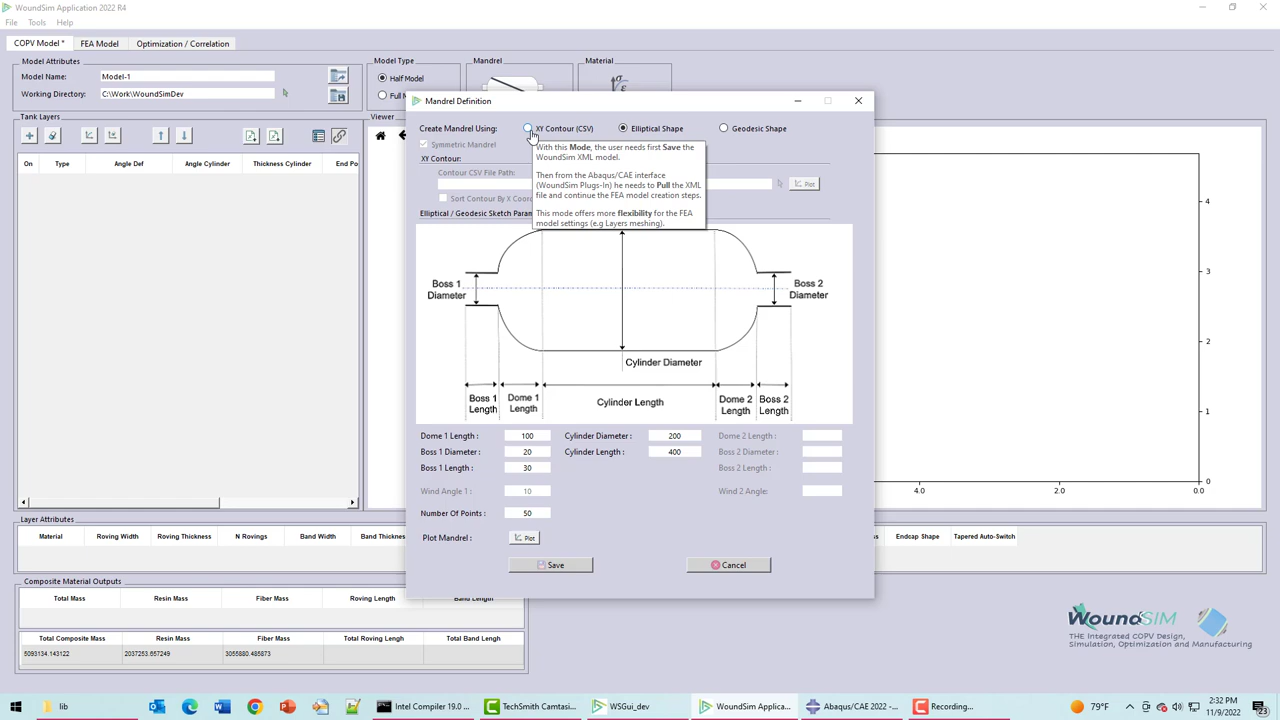 WoundSim Application 2022 R4
File Tools Help
COPV Model * FEA Model Optimization / Correlation
Model Attributes
Model Name: Model-1
Working Directory: C:\Work\WoundSimDev
Model Type
Half Model
Full M
Mandrel
Material
σ
ε
Tank Layers
On Type Angle Def Angle Cylinder Thickness Cylinder End Po
Viewer
Mandrel Definition
Create Mandrel Using: XY Contour (CSV) Elliptical Shape Geodesic Shape
Symmetric Mandrel
XY Contour:
Contour CSV File Path: Plot
Sort Contour By X Coord
Elliptical / Geodesic Sketch Param
With this Mode, the user needs first Save the
WoundSim XML model.
Then from the Abaqus/CAE interface
(WoundSim Plugs-In) he needs to Pull the XML
file and continue the FEA model creation steps.
This mode offers more flexibility for the FEA
model settings (e.g Layers meshing).
Boss 1
Diameter
Boss 2
Diameter
Cylinder Diameter
Boss 1
Length
Dome 1
Length
Cylinder Length
Dome 2
Length
Boss 2
Length
Dome 1 Length : 100 Cylinder Diameter : 200 Dome 2 Length :
Boss 1 Diameter : 20 Cylinder Length : 400 Boss 2 Diameter :
Boss 1 Length : 30 Boss 2 Length :
Wind Angle 1 : 10 Wind 2 Angle:
Number Of Points : 50
Plot Mandrel : Plot
Save Cancel
4
3
2
1
0
4.0 2.0 0.0
Layer Attributes
Material Roving Width Roving Thickness N Rovings Band Width Band Thickness Endcap Shape Tapered Auto-Switch
Composite Material Outputs
Total Mass Resin Mass Fiber Mass Roving Length Band Length
Total Composite Mass Resin Mass Fiber Mass Total Roving Length Total Band Length
5093134.143122 2037253.657249 3055880.485873
WoundSIM
THE Integrated COPV Design,
Simulation, Optimization and Manufacturing
lib Intel Compiler 19.0 ... TechSmith Camtasi... WSGui_dev WoundSim Applica... Abaqus/CAE 2022 - ... Recording... 79°F
2:32 PM
11/9/2022
23